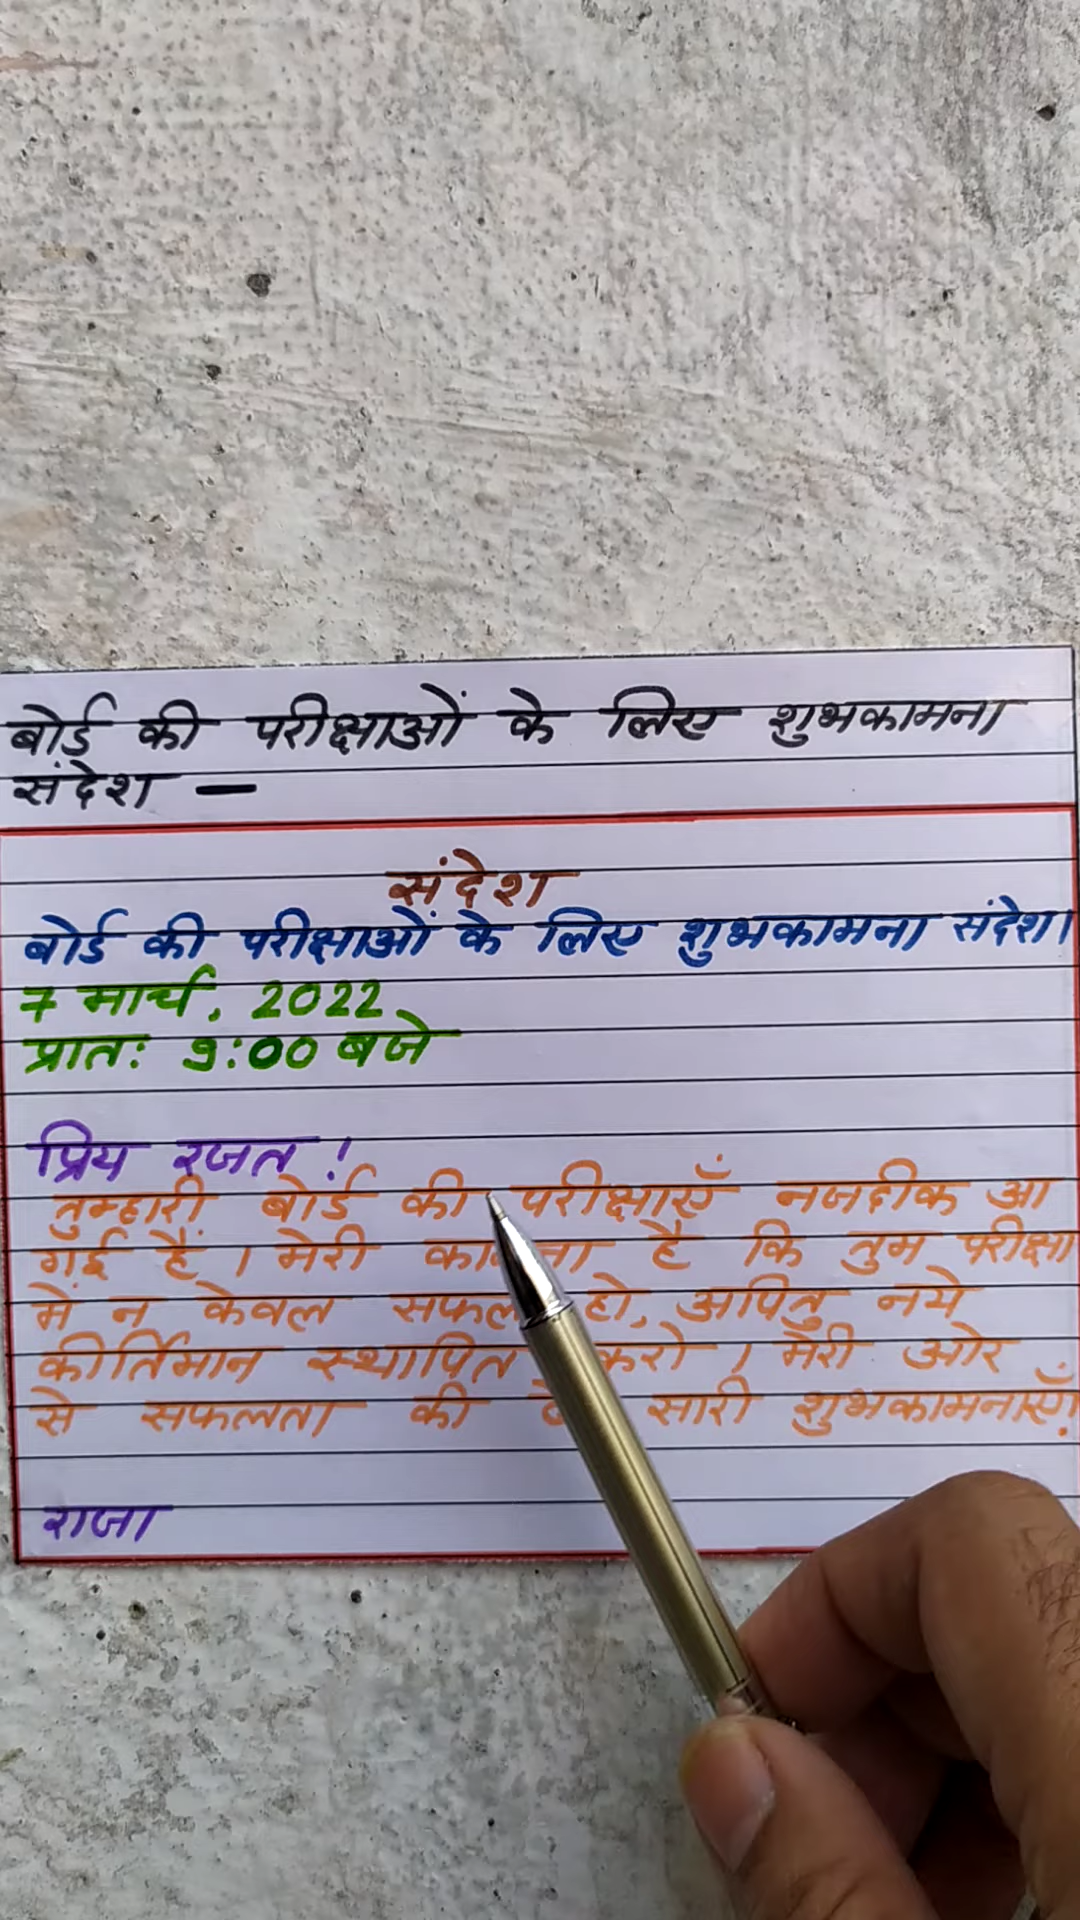 बोर्ड की परीक्षाओं के लिए शुभकामना
संदेश —
संदेश
बोर्ड की परीक्षाओं के लिए शुभकामना संदेश।
7 मार्च, 2022
प्रातः 9:00 बजे
प्रिय रजत !
तुम्हारी बोर्ड की परीक्षाएँ नजदीक आ
गई हैं । मेरी है कि तुम परीक्षा
में न केवल सफल हो, अपितु नये
कीर्तिमान स्थापित करो । मेरी ओर
से सफलता की सारी शुभकामनाएँ!
राजा